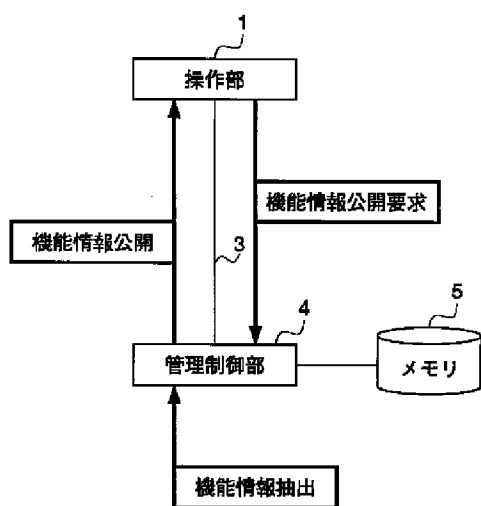 1
操作部
機能情報公開要求
機能情報公開
3
4
5
管理制御部
メモリ
機能情報抽出